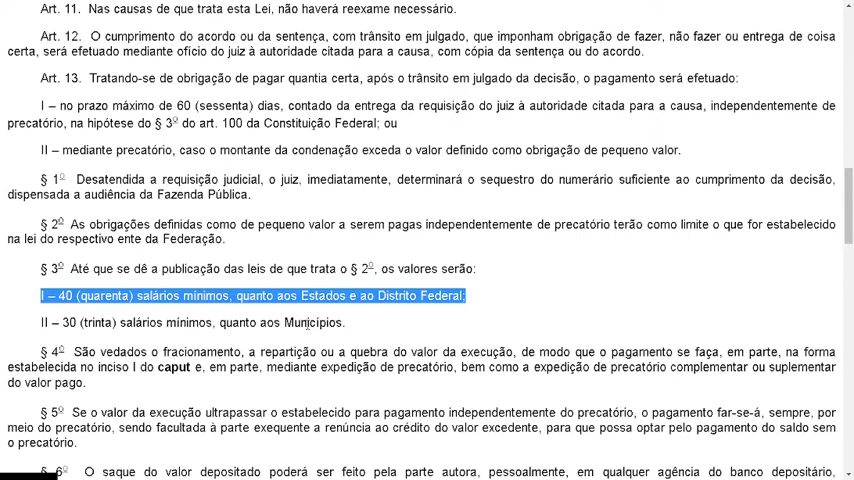 Art. 11.  Nas causas de que trata esta Lei, não haverá reexame necessário.
Art. 12.  O cumprimento do acordo ou da sentença, com trânsito em julgado, que imponham obrigação de fazer, não fazer ou entrega de coisa
certa, será efetuado mediante ofício do juiz à autoridade citada para a causa, com cópia da sentença ou do acordo.
Art. 13.  Tratando-se de obrigação de pagar quantia certa, após o trânsito em julgado da decisão, o pagamento será efetuado:
I – no prazo máximo de 60 (sessenta) dias, contado da entrega da requisição do juiz à autoridade citada para a causa, independentemente de
precatório, na hipótese do § 3º do art. 100 da Constituição Federal; ou
II – mediante precatório, caso o montante da condenação exceda o valor definido como obrigação de pequeno valor.
§ 1º  Desatendida a requisição judicial, o juiz, imediatamente, determinará o sequestro do numerário suficiente ao cumprimento da decisão,
dispensada a audiência da Fazenda Pública.
§ 2º  As obrigações definidas como de pequeno valor a serem pagas independentemente de precatório terão como limite o que for estabelecido
na lei do respectivo ente da Federação.
§ 3º  Até que se dê a publicação das leis de que trata o § 2º, os valores serão:
I – 40 (quarenta) salários mínimos, quanto aos Estados e ao Distrito Federal;
II – 30 (trinta) salários mínimos, quanto aos Municípios.
§ 4º  São vedados o fracionamento, a repartição ou a quebra do valor da execução, de modo que o pagamento se faça, em parte, na forma
estabelecida no inciso I do caput e, em parte, mediante expedição de precatório, bem como a expedição de precatório complementar ou suplementar
do valor pago.
§ 5º  Se o valor da execução ultrapassar o estabelecido para pagamento independentemente do precatório, o pagamento far-se-á, sempre, por
meio do precatório, sendo facultada à parte exequente a renúncia ao crédito do valor excedente, para que possa optar pelo pagamento do saldo sem
o precatório.
§ 6º  O saque do valor depositado poderá ser feito pela parte autora, pessoalmente, em qualquer agência do banco depositário,